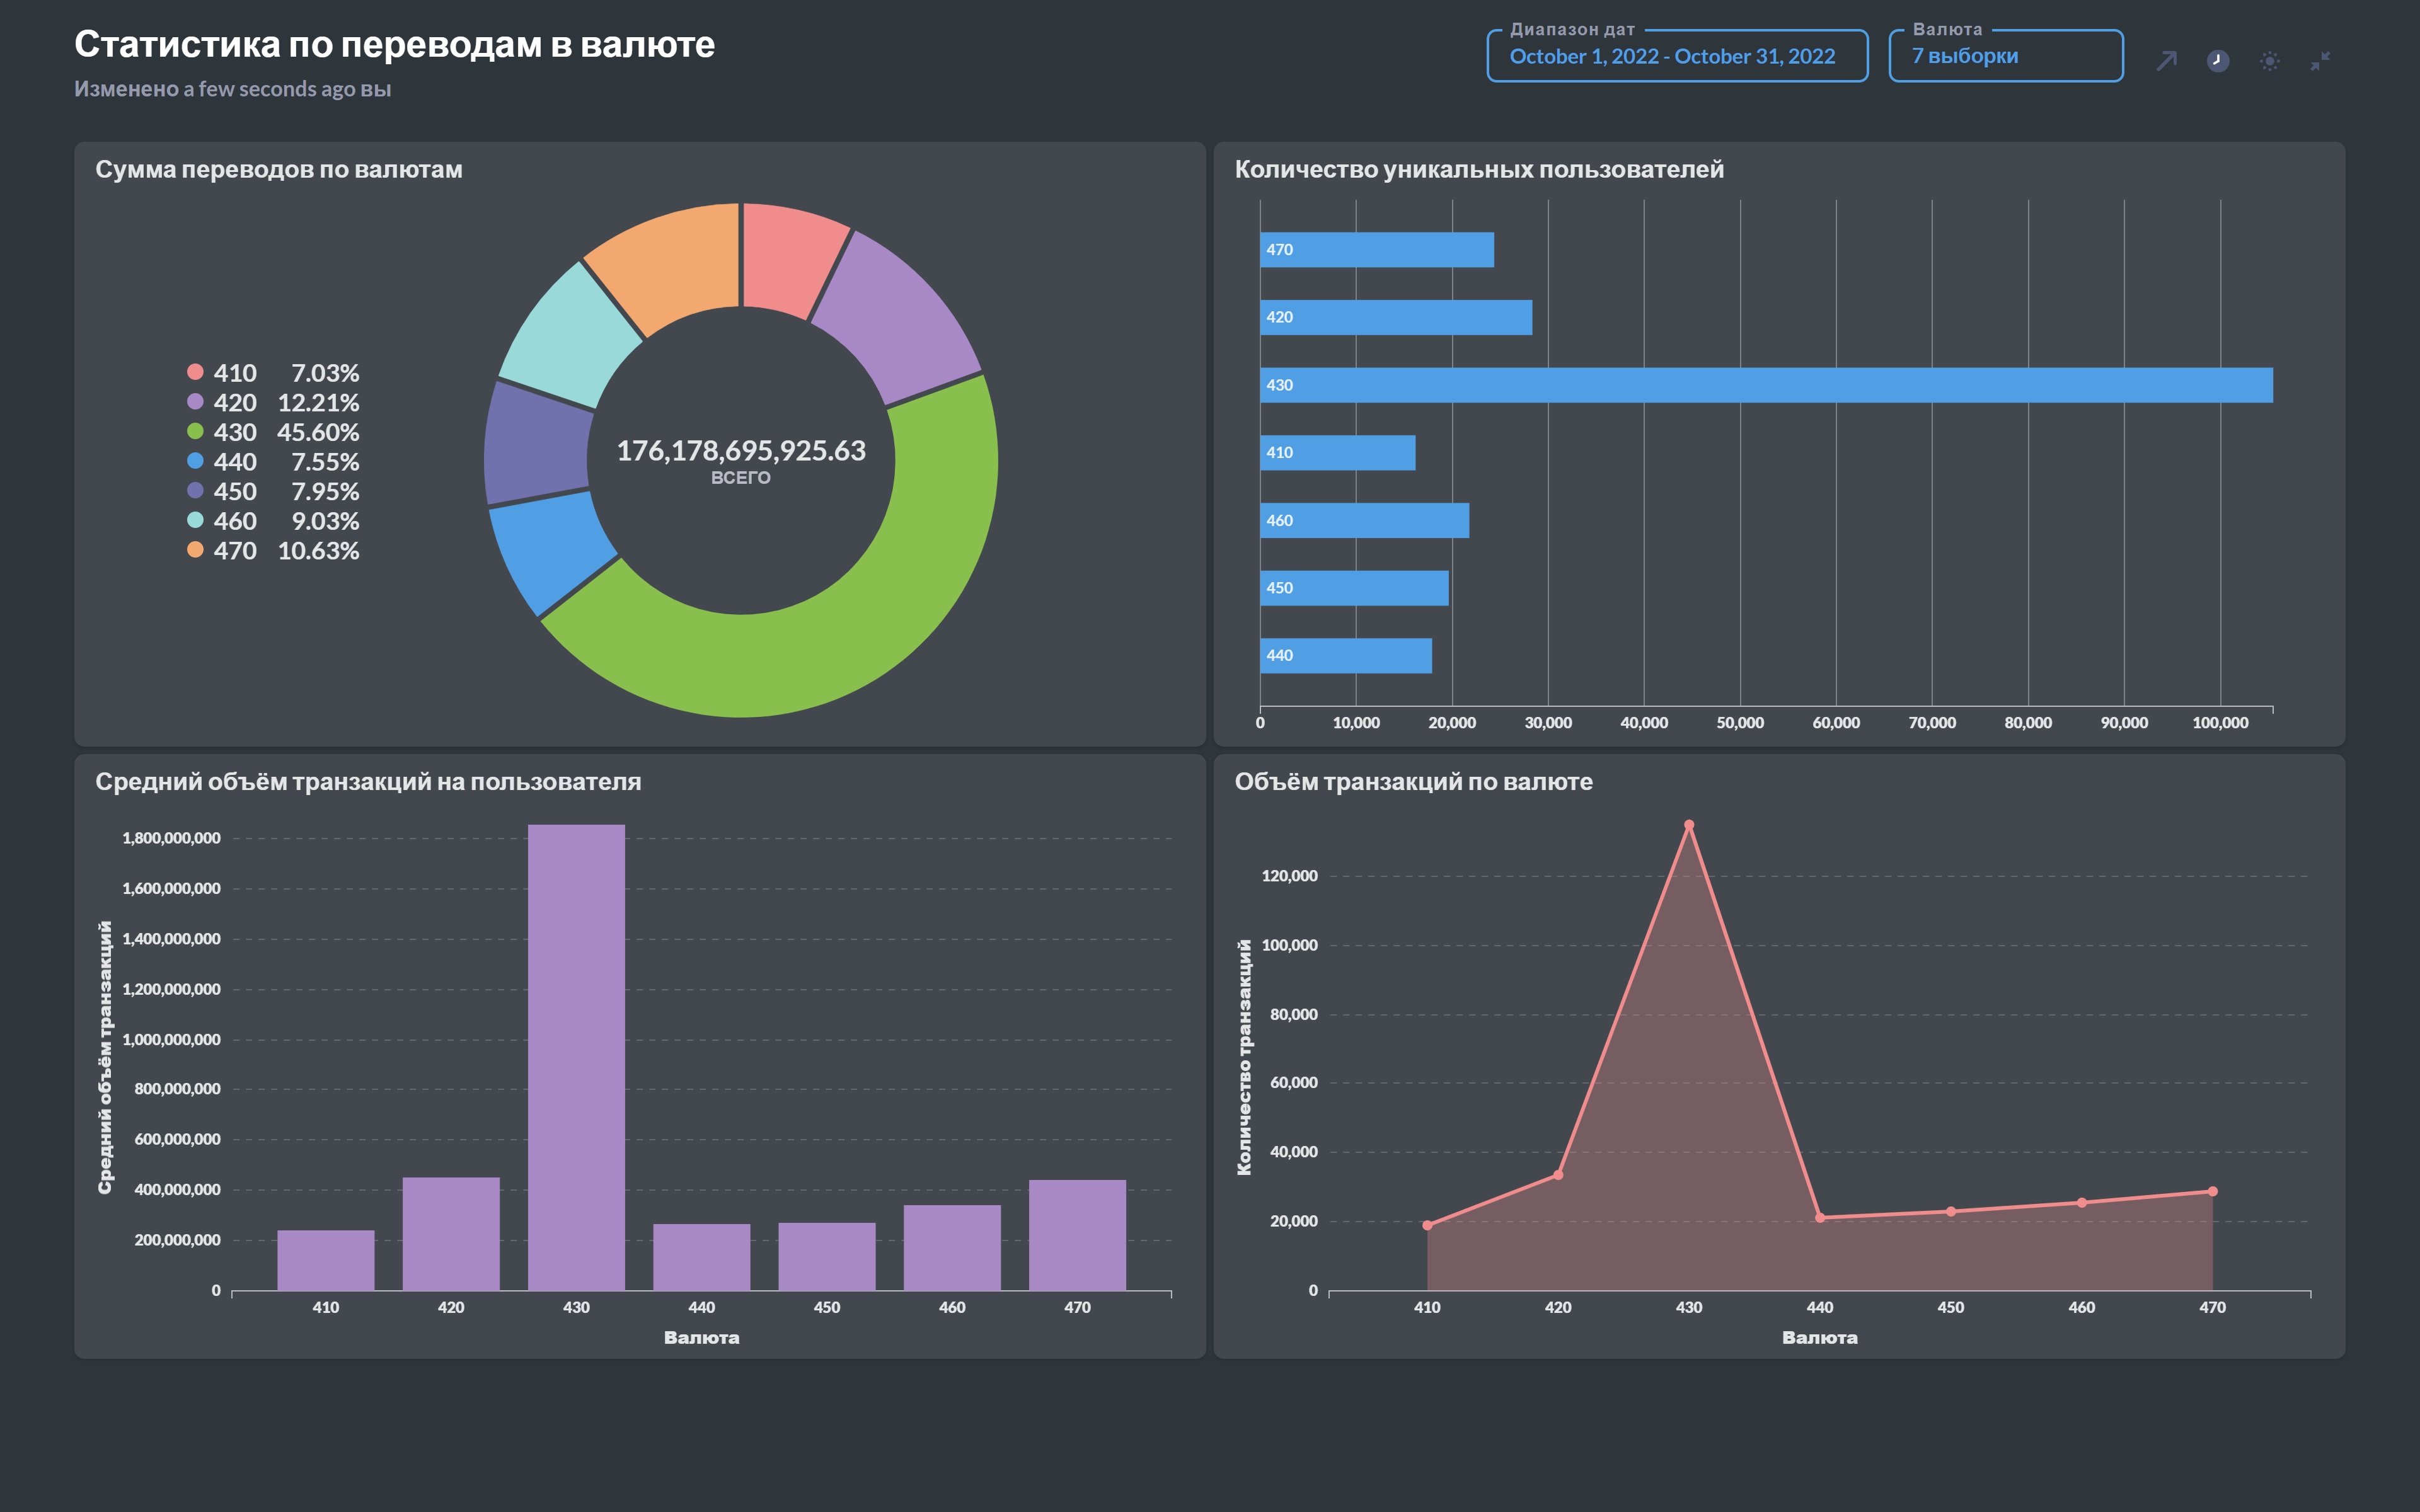 Статистика по переводам в валюте
Изменено a few seconds ago вы
Диапазон дат
October 1, 2022 - October 31, 2022
Валюта
7 выборки
Сумма переводов по валютам
410 7.03%
420 12.21%
430 45.60%
440 7.55%
450 7.95%
460 9.03%
470 10.63%
176,178,695,925.63
ВСЕГО
Количество уникальных пользователей
470
420
430
410
460
450
440
0 10,000 20,000 30,000 40,000 50,000 60,000 70,000 80,000 90,000 100,000
Средний объём транзакций на пользователя
Средний объём транзакций
1,800,000,000
1,600,000,000
1,400,000,000
1,200,000,000
1,000,000,000
800,000,000
600,000,000
400,000,000
200,000,000
0
410 420 430 440 450 460 470
Валюта
Объём транзакций по валюте
Количество транзакций
120,000
100,000
80,000
60,000
40,000
20,000
0
410 420 430 440 450 460 470
Валюта